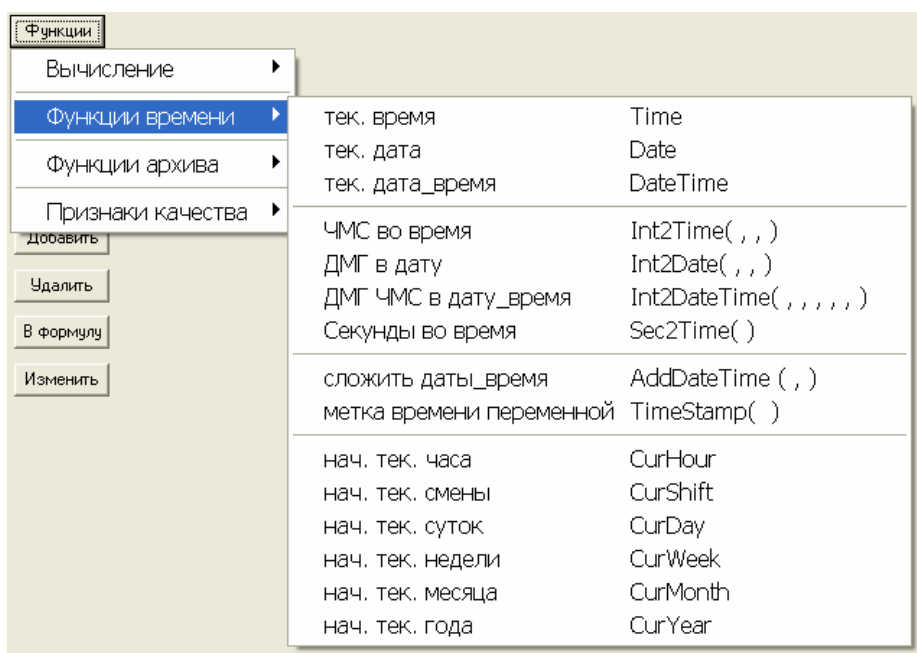 Функции
Вычисление
Функции времени
Функции архива
Признаки качества
Добавить
Удалить
В формулу
Изменить
тек. время Time
тек. дата Date
тек. дата_время DateTime
ЧМС во время Int2Time( , , )
ДМГ в дату Int2Date( , , )
ДМГ ЧМС в дату_время Int2DateTime( , , , , , )
Секунды во время Sec2Time( )
сложить даты_время AddDateTime ( , )
метка времени переменной TimeStamp( )
нач. тек. часа CurHour
нач. тек. смены CurShift
нач. тек. суток CurDay
нач. тек. недели CurWeek
нач. тек. месяца CurMonth
нач. тек. года CurYear